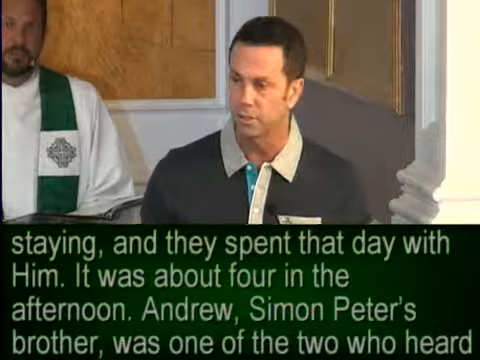 staying, and they spent that day with
Him. It was about four in the
afternoon. Andrew, Simon Peter's
brother, was one of the two who heard